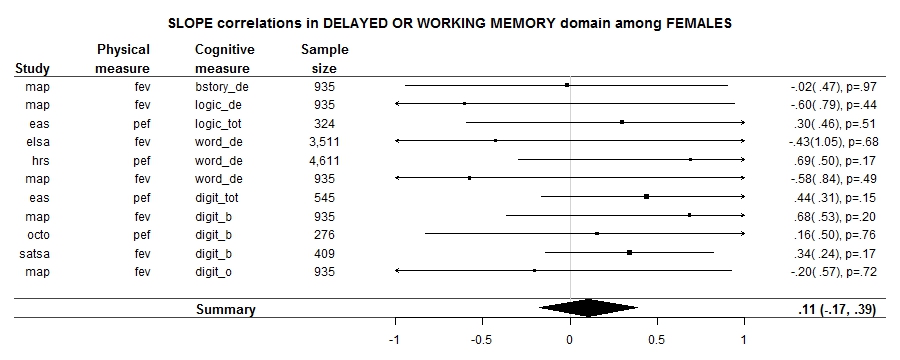 SLOPE correlations in DELAYED OR WORKING MEMORY domain among FEMALES
Physical Cognitive Sample
Study measure measure size
map fev bstory_de 935 -.02( .47), p=.97
map fev logic_de 935 -.60( .79), p=.44
eas pef logic_tot 324 .30( .46), p=.51
elsa fev word_de 3,511 -.43(1.05), p=.68
hrs pef word_de 4,611 .69( .50), p=.17
map fev word_de 935 -.58( .84), p=.49
eas pef digit_tot 545 .44( .31), p=.15
map fev digit_b 935 .68( .53), p=.20
octo pef digit_b 276 .16( .50), p=.76
satsa fev digit_b 409 .34( .24), p=.17
map fev digit_o 935 -.20( .57), p=.72
Summary .11 (-.17, .39)
-1 -0.5 0 0.5 1